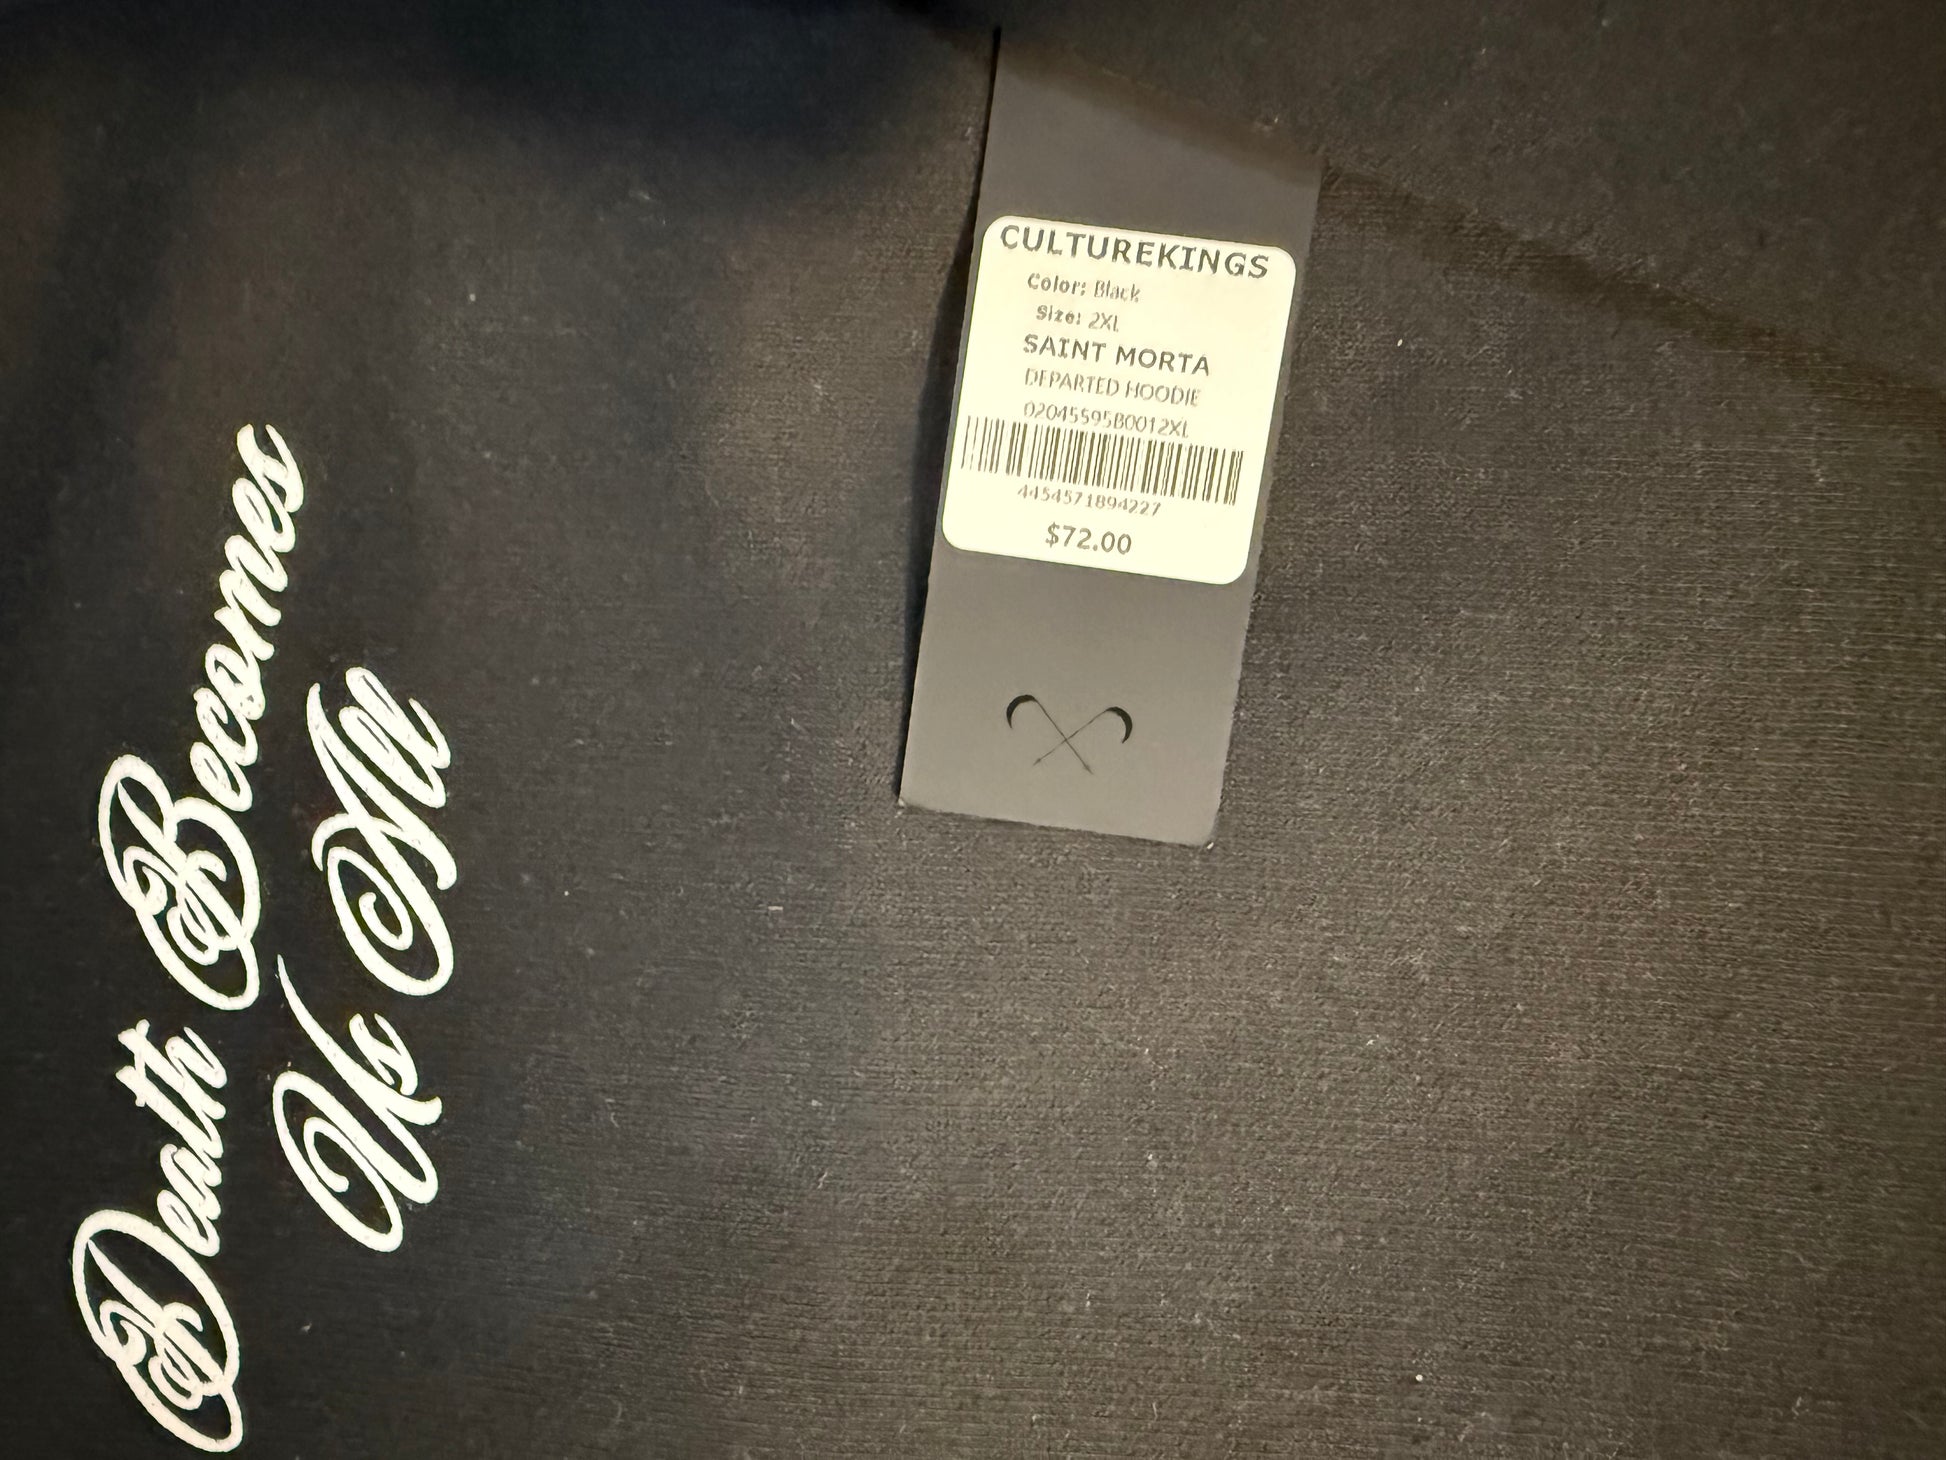 Death Becomes
Us All
CULTUREKINGS
Color: Black
Size: 2XL
SAINT MORTA
DEPARTED HOODIE
02045595B0012XL
4454571894227
$72.00